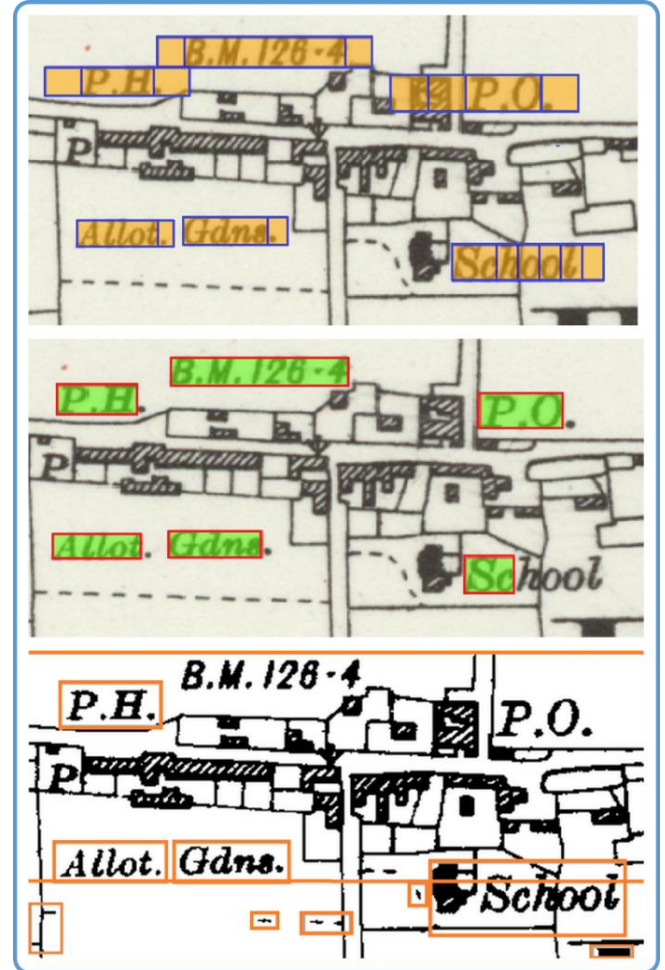 B.M.126·4
P.H.
P.O.
P
Allot. Gdns.
School
B.M.126·4
P.H.
P.O.
P
Allot. Gdns.
School
B.M.126·4
P.H.
P.O.
P
Allot. Gdns.
School